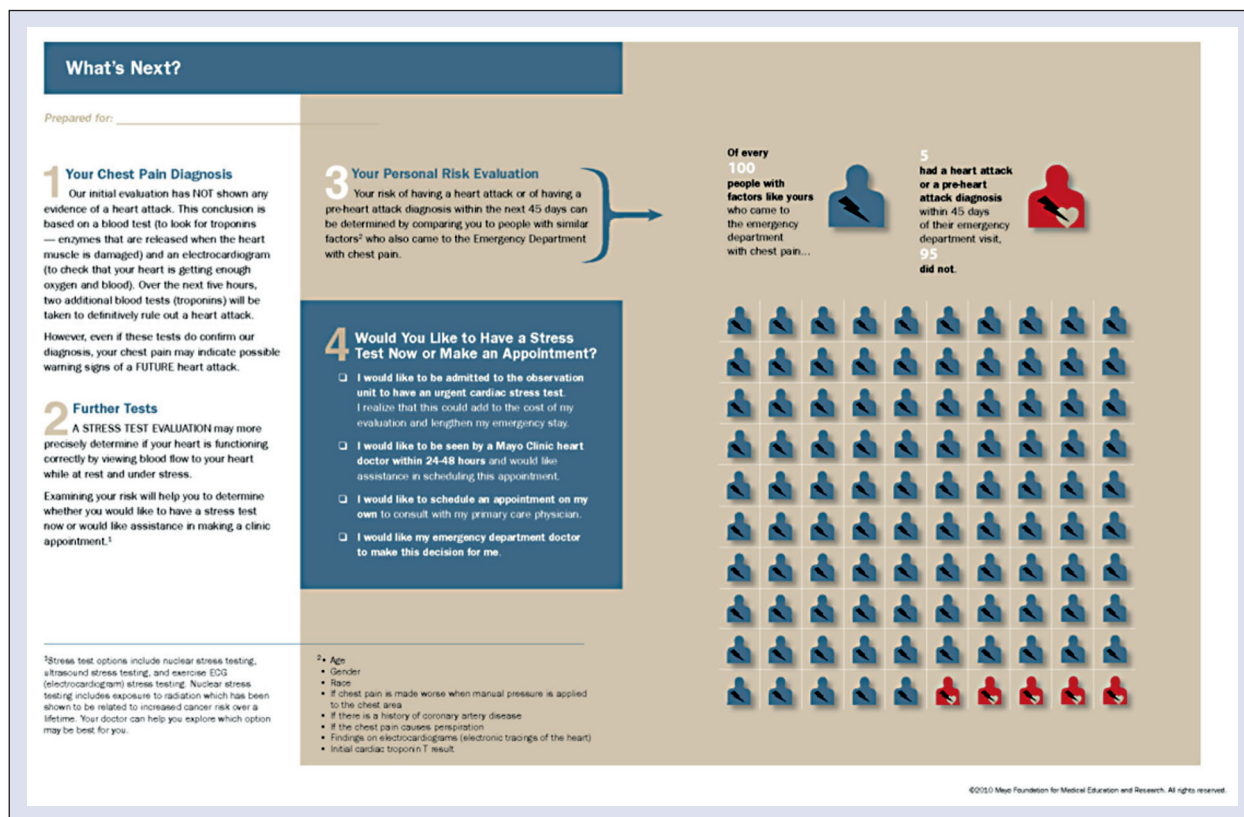 What's Next?
Prepared for:
1 Your Chest Pain Diagnosis
Our initial evaluation has NOT shown any
evidence of a heart attack. This conclusion is
based on a blood test (to look for troponins
— enzymes that are released when the heart
muscle is damaged) and an electrocardiogram
(to check that your heart is getting enough
oxygen and blood). Over the next five hours,
two additional blood tests (troponins) will be
taken to definitively rule out a heart attack.
However, even if these tests do confirm our
diagnosis, your chest pain may indicate possible
warning signs of a FUTURE heart attack.
2 Further Tests
A STRESS TEST EVALUATION may more
precisely determine if your heart is functioning
correctly by viewing blood flow to your heart
while at rest and under stress.
Examining your risk will help you to determine
whether you would like to have a stress test
now or would like assistance in making a clinic
appointment.¹
3 Your Personal Risk Evaluation
Your risk of having a heart attack or of having a
pre-heart attack diagnosis within the next 45 days can
be determined by comparing you to people with similar
factors² who also came to the Emergency Department
with chest pain.
4 Would You Like to Have a Stress
Test Now or Make an Appointment?
❏ I would like to be admitted to the observation
unit to have an urgent cardiac stress test.
I realize that this could add to the cost of my
evaluation and lengthen my emergency stay.
❏ I would like to be seen by a Mayo Clinic heart
doctor within 24-48 hours and would like
assistance in scheduling this appointment.
❏ I would like to schedule an appointment on my
own to consult with my primary care physician.
❏ I would like my emergency department doctor
to make this decision for me.
Of every
100
people with
factors like yours
who came to
the emergency
department
with chest pain...
5
had a heart attack
or a pre-heart
attack diagnosis
within 45 days
of their emergency
department visit,
95
did not.
¹Stress test options include nuclear stress testing,
ultrasound stress testing, and exercise ECG
(electrocardiogram) stress testing. Nuclear stress
testing includes exposure to radiation which has been
shown to be related to increased cancer risk over a
lifetime. Your doctor can help you explore which option
may be best for you.
²• Age
• Gender
• Race
• If chest pain is made worse when manual pressure is applied
to the chest area
• If there is a history of coronary artery disease
• If the chest pain causes perspiration
• Findings on electrocardiograms (electronic tracings of the heart)
• Initial cardiac troponin T result
©2010 Mayo Foundation for Medical Education and Research. All rights reserved.